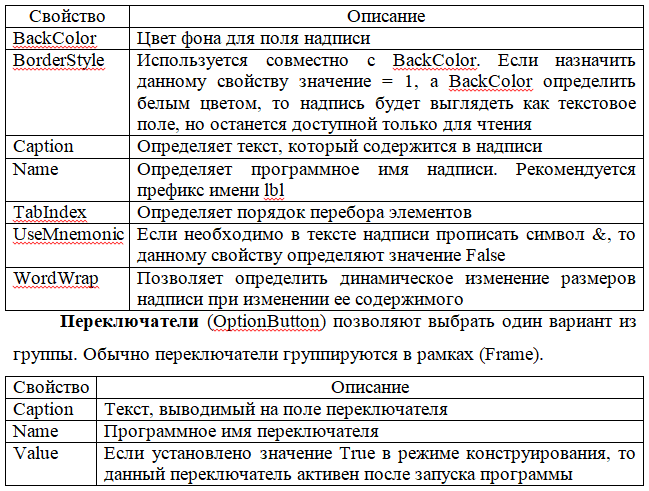 Свойство Описание
BackColor Цвет фона для поля надписи
BorderStyle Используется совместно с BackColor. Если назначить
данному свойству значение = 1, а BackColor определить
белым цветом, то надпись будет выглядеть как текстовое
поле, но останется доступной только для чтения
Caption Определяет текст, который содержится в надписи
Name Определяет программное имя надписи. Рекомендуется
префикс имени lbl
TabIndex Определяет порядок перебора элементов
UseMnemonic Если необходимо в тексте надписи прописать символ &, то
данному свойству определяют значение False
WordWrap Позволяет определить динамическое изменение размеров
надписи при изменении ее содержимого
Переключатели (OptionButton) позволяют выбрать один вариант из
группы. Обычно переключатели группируются в рамках (Frame).
Свойство Описание
Caption Текст, выводимый на поле переключателя
Name Программное имя переключателя
Value Если установлено значение True в режиме конструирования, то
данный переключатель активен после запуска программы